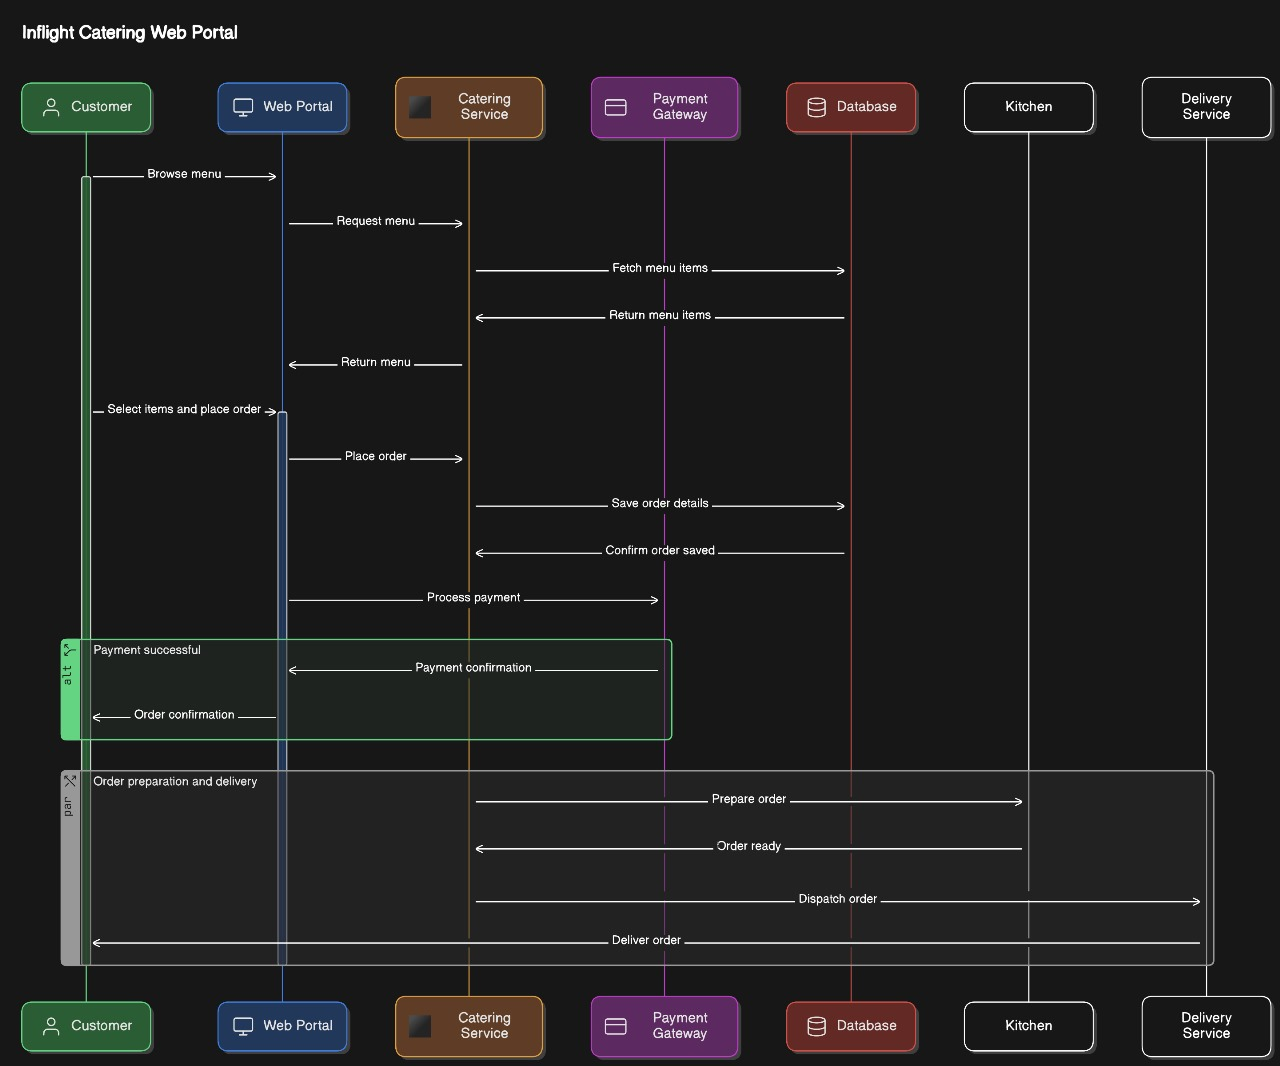 Inflight Catering Web Portal
Customer
Web Portal
Catering
Service
Payment
Gateway
Database
Kitchen
Delivery
Service
Browse menu
Request menu
Fetch menu items
Return menu items
Return menu
Select items and place order
Place order
Save order details
Confirm order saved
Process payment
alt
Payment successful
Payment confirmation
Order confirmation
par
Order preparation and delivery
Prepare order
Order ready
Dispatch order
Deliver order
Customer
Web Portal
Catering
Service
Payment
Gateway
Database
Kitchen
Delivery
Service